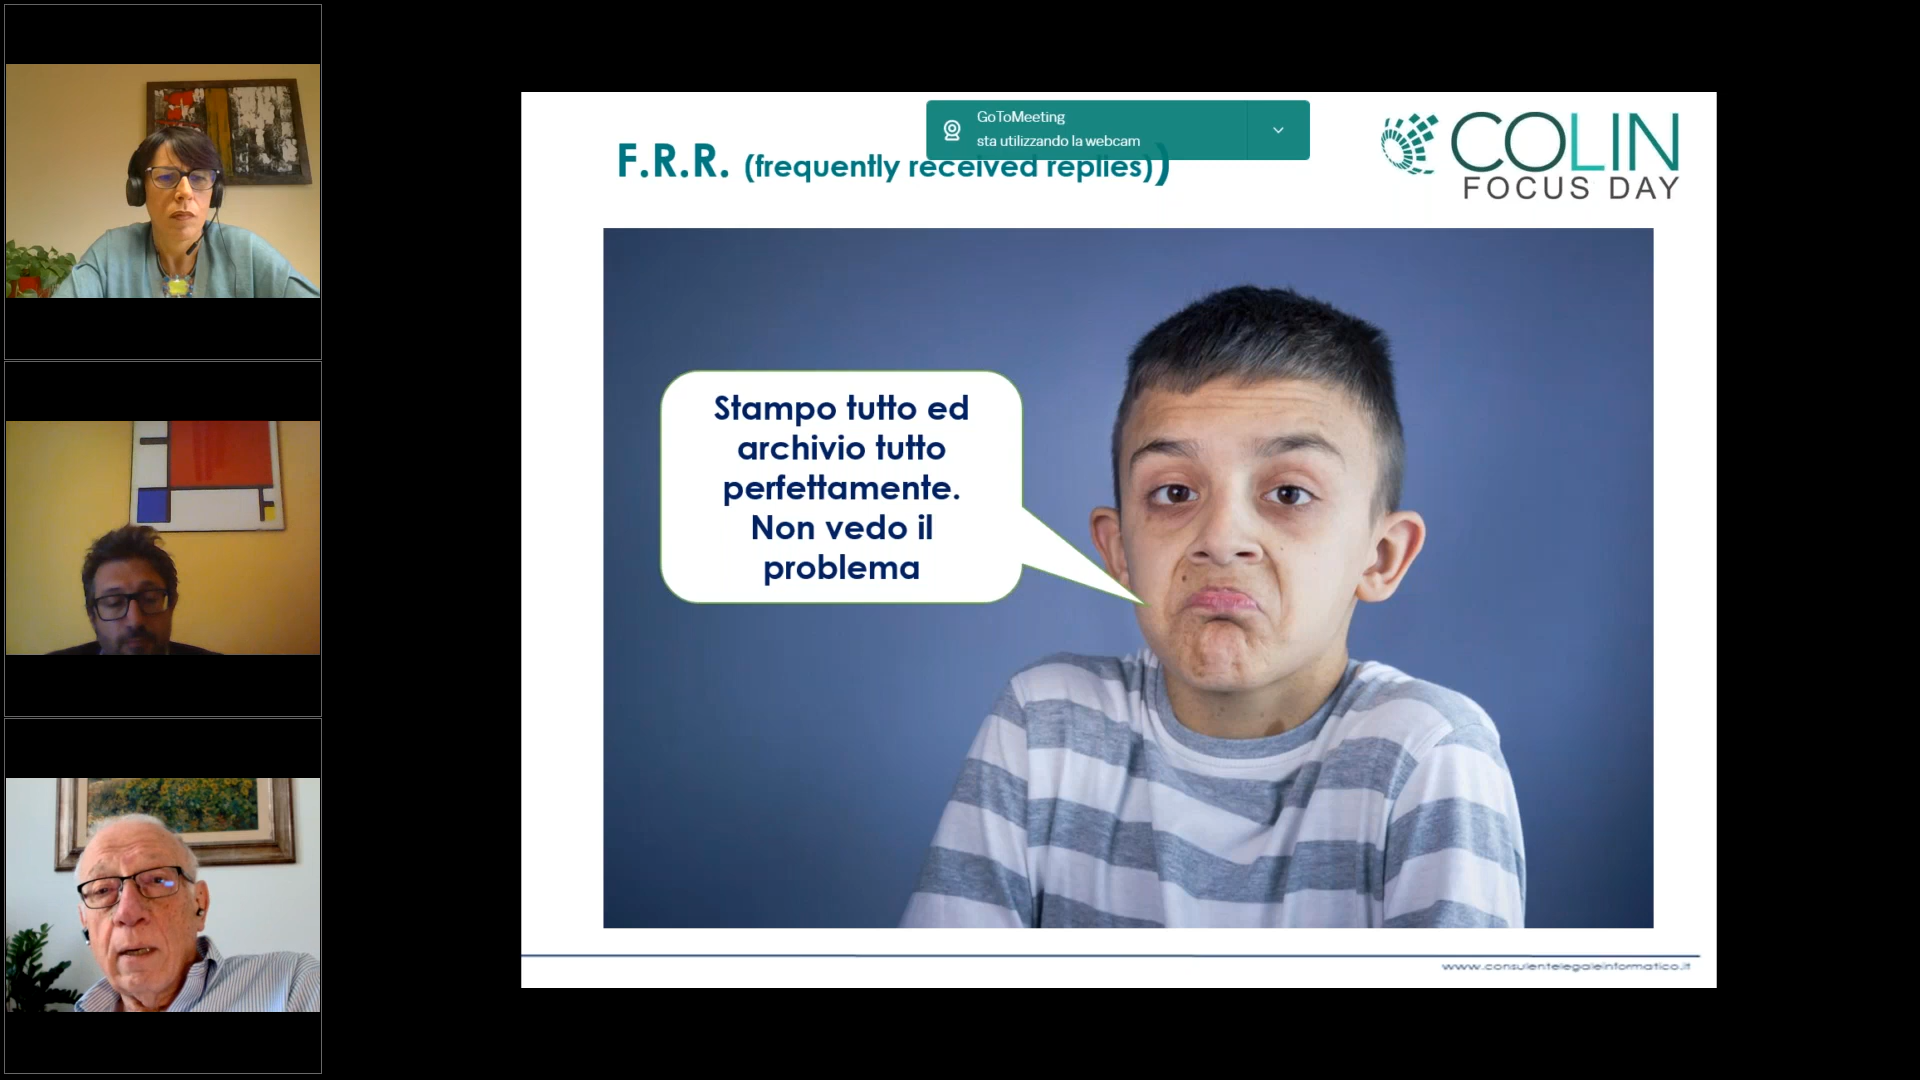 GoToMeeting
sta utilizzando la webcam
F.R.R. (frequently received replies))
COLIN
FOCUS DAY
Stampo tutto ed
archivio tutto
perfettamente.
Non vedo il
problema
www.consulentelegaleinformatico.it